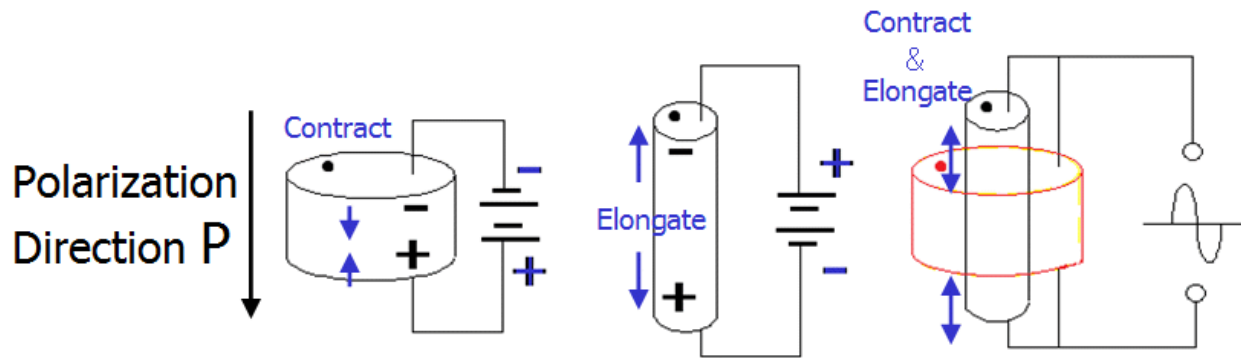 Polarization
Direction P
Contract
-
-
+
+
Elongate
-
+
+
-
Contract
&
Elongate